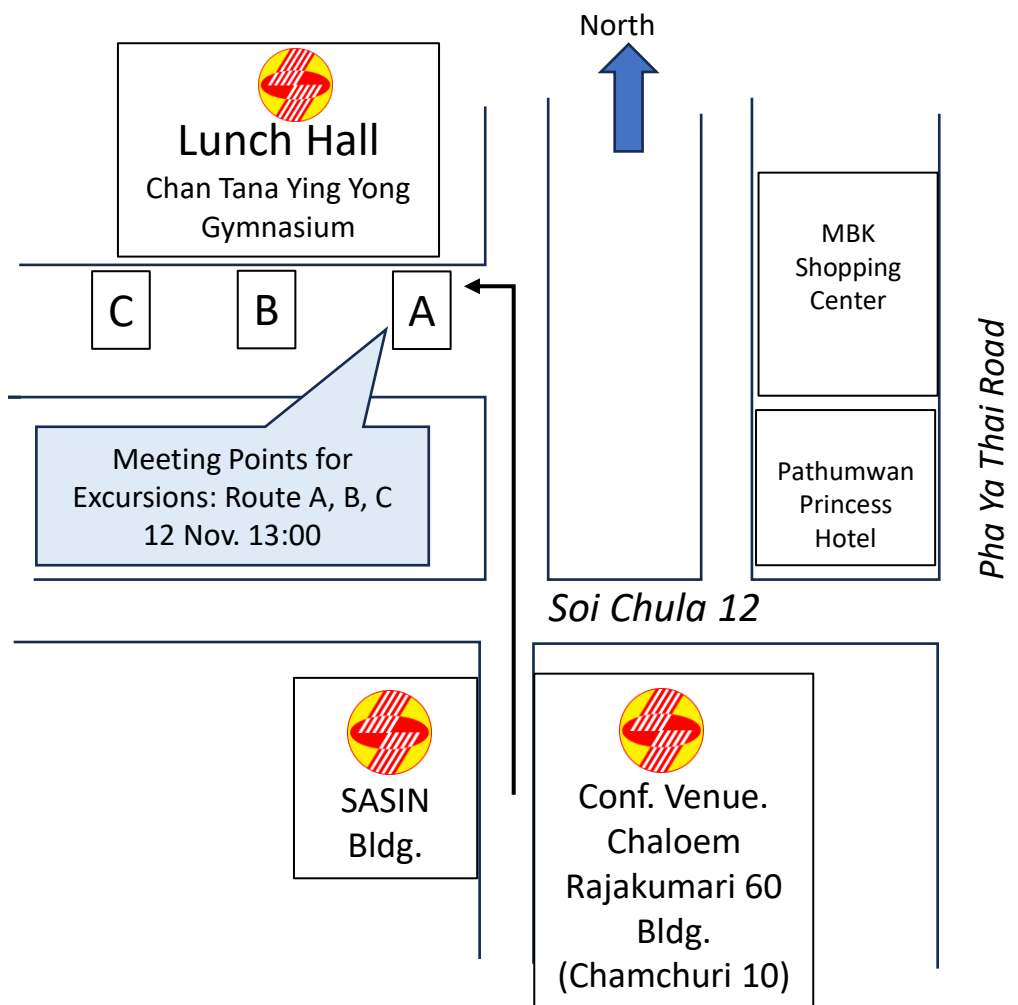 North
Lunch Hall
Chan Tana Ying Yong
Gymnasium
C
B
A
MBK
Shopping
Center
Pha Ya Thai Road
Meeting Points for
Excursions: Route A, B, C
12 Nov. 13:00
Pathumwan
Princess
Hotel
Soi Chula 12
SASIN
Bldg.
Conf. Venue.
Chaloem
Rajakumari 60
Bldg.
(Chamchuri 10)